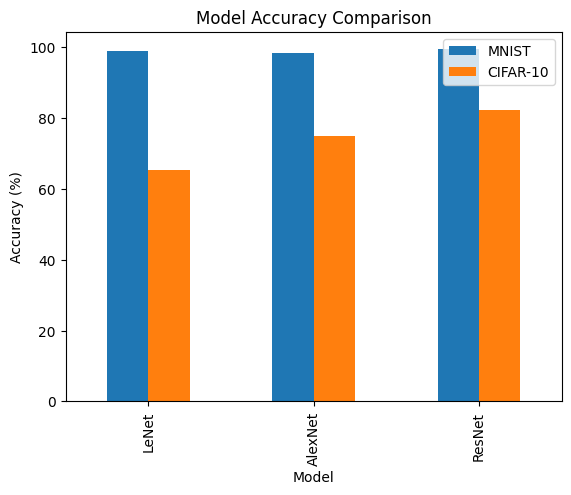 Model Accuracy Comparison
MNIST
CIFAR-10
Accuracy (%)
100
80
60
40
20
0
LeNet
AlexNet
ResNet
Model